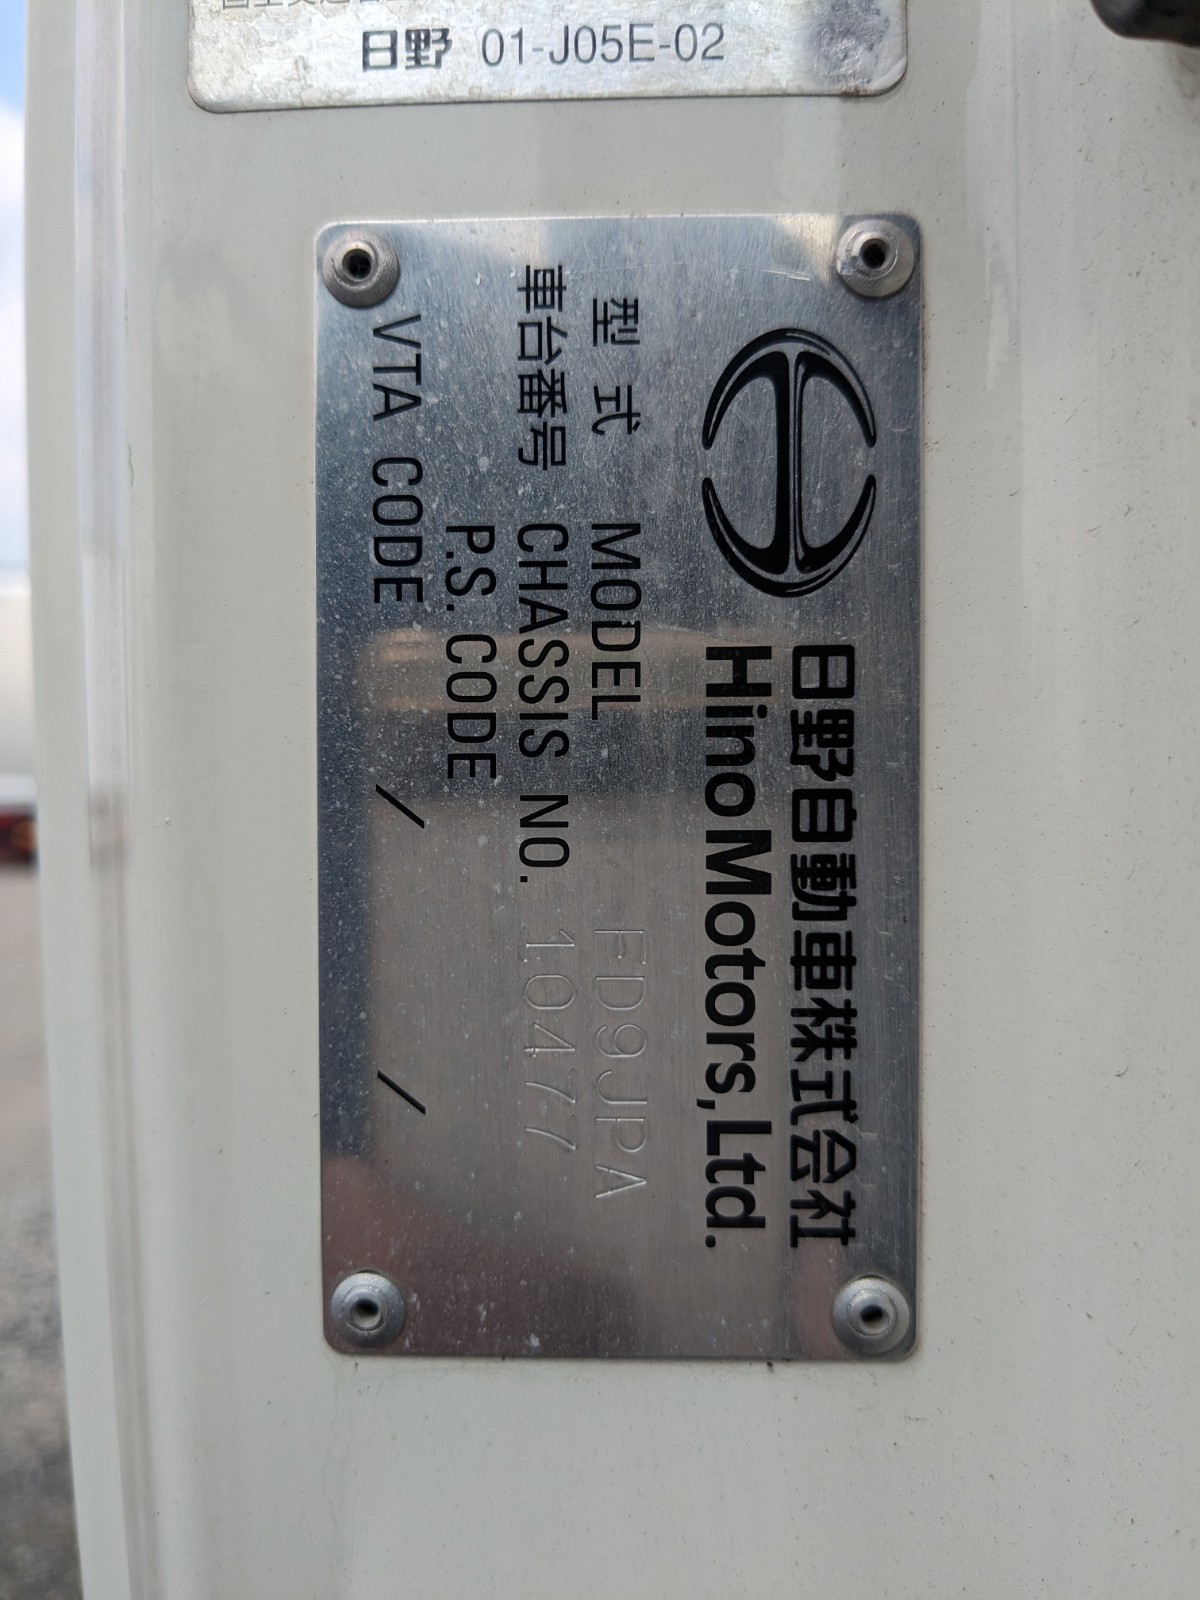 日野 01-J05E-02
日野自動車株式会社
Hino Motors,Ltd.
型式 MODEL FD9JPA
車台番号 CHASSIS NO. 10477
P.S. CODE
VTA CODE / /